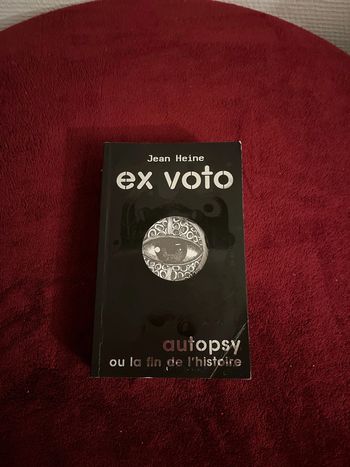 Jean Heine
ex voto
autopsy
ou la fin de l'histoire